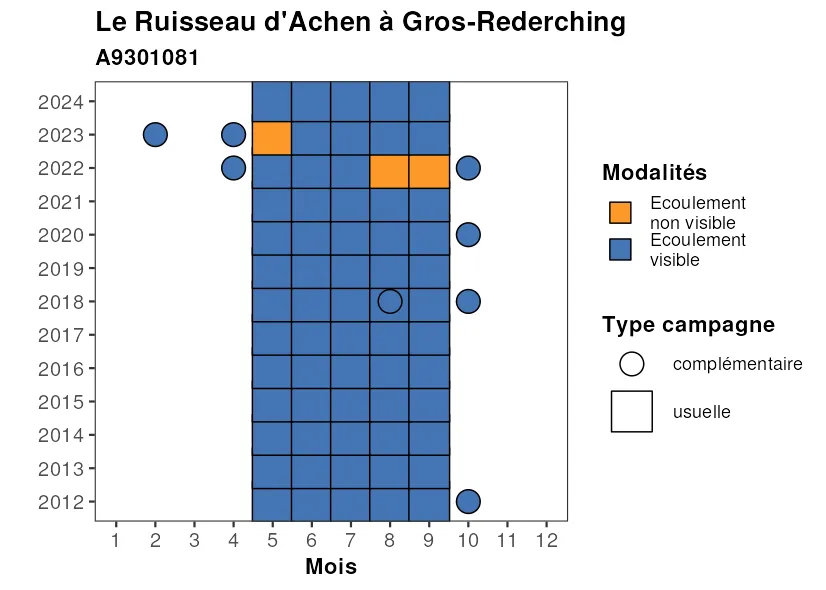 Le Ruisseau d'Achen à Gros-Rederching
A9301081
2024
2023
2022
2021
2020
2019
2018
2017
2016
2015
2014
2013
2012
1 2 3 4 5 6 7 8 9 10 11 12
Mois
Modalités
Ecoulement
non visible
Ecoulement
visible
Type campagne
complémentaire
usuelle